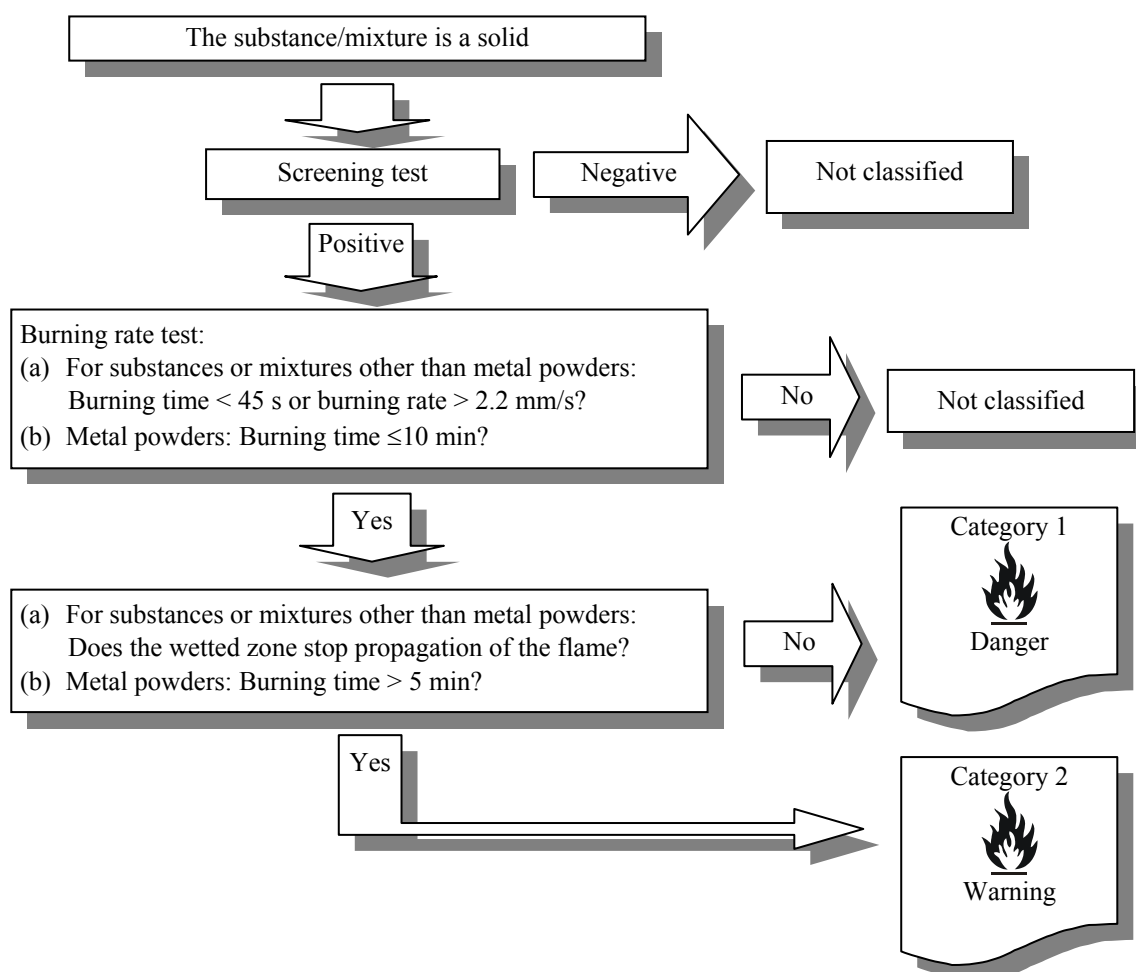 The substance/mixture is a solid
Screening test
Negative
Not classified
Positive
Burning rate test:
(a) For substances or mixtures other than metal powders:
Burning time < 45 s or burning rate > 2.2 mm/s?
(b) Metal powders: Burning time ≤10 min?
No
Not classified
Yes
Category 1
Danger
(a) For substances or mixtures other than metal powders:
Does the wetted zone stop propagation of the flame?
(b) Metal powders: Burning time > 5 min?
No
Yes
Category 2
Warning